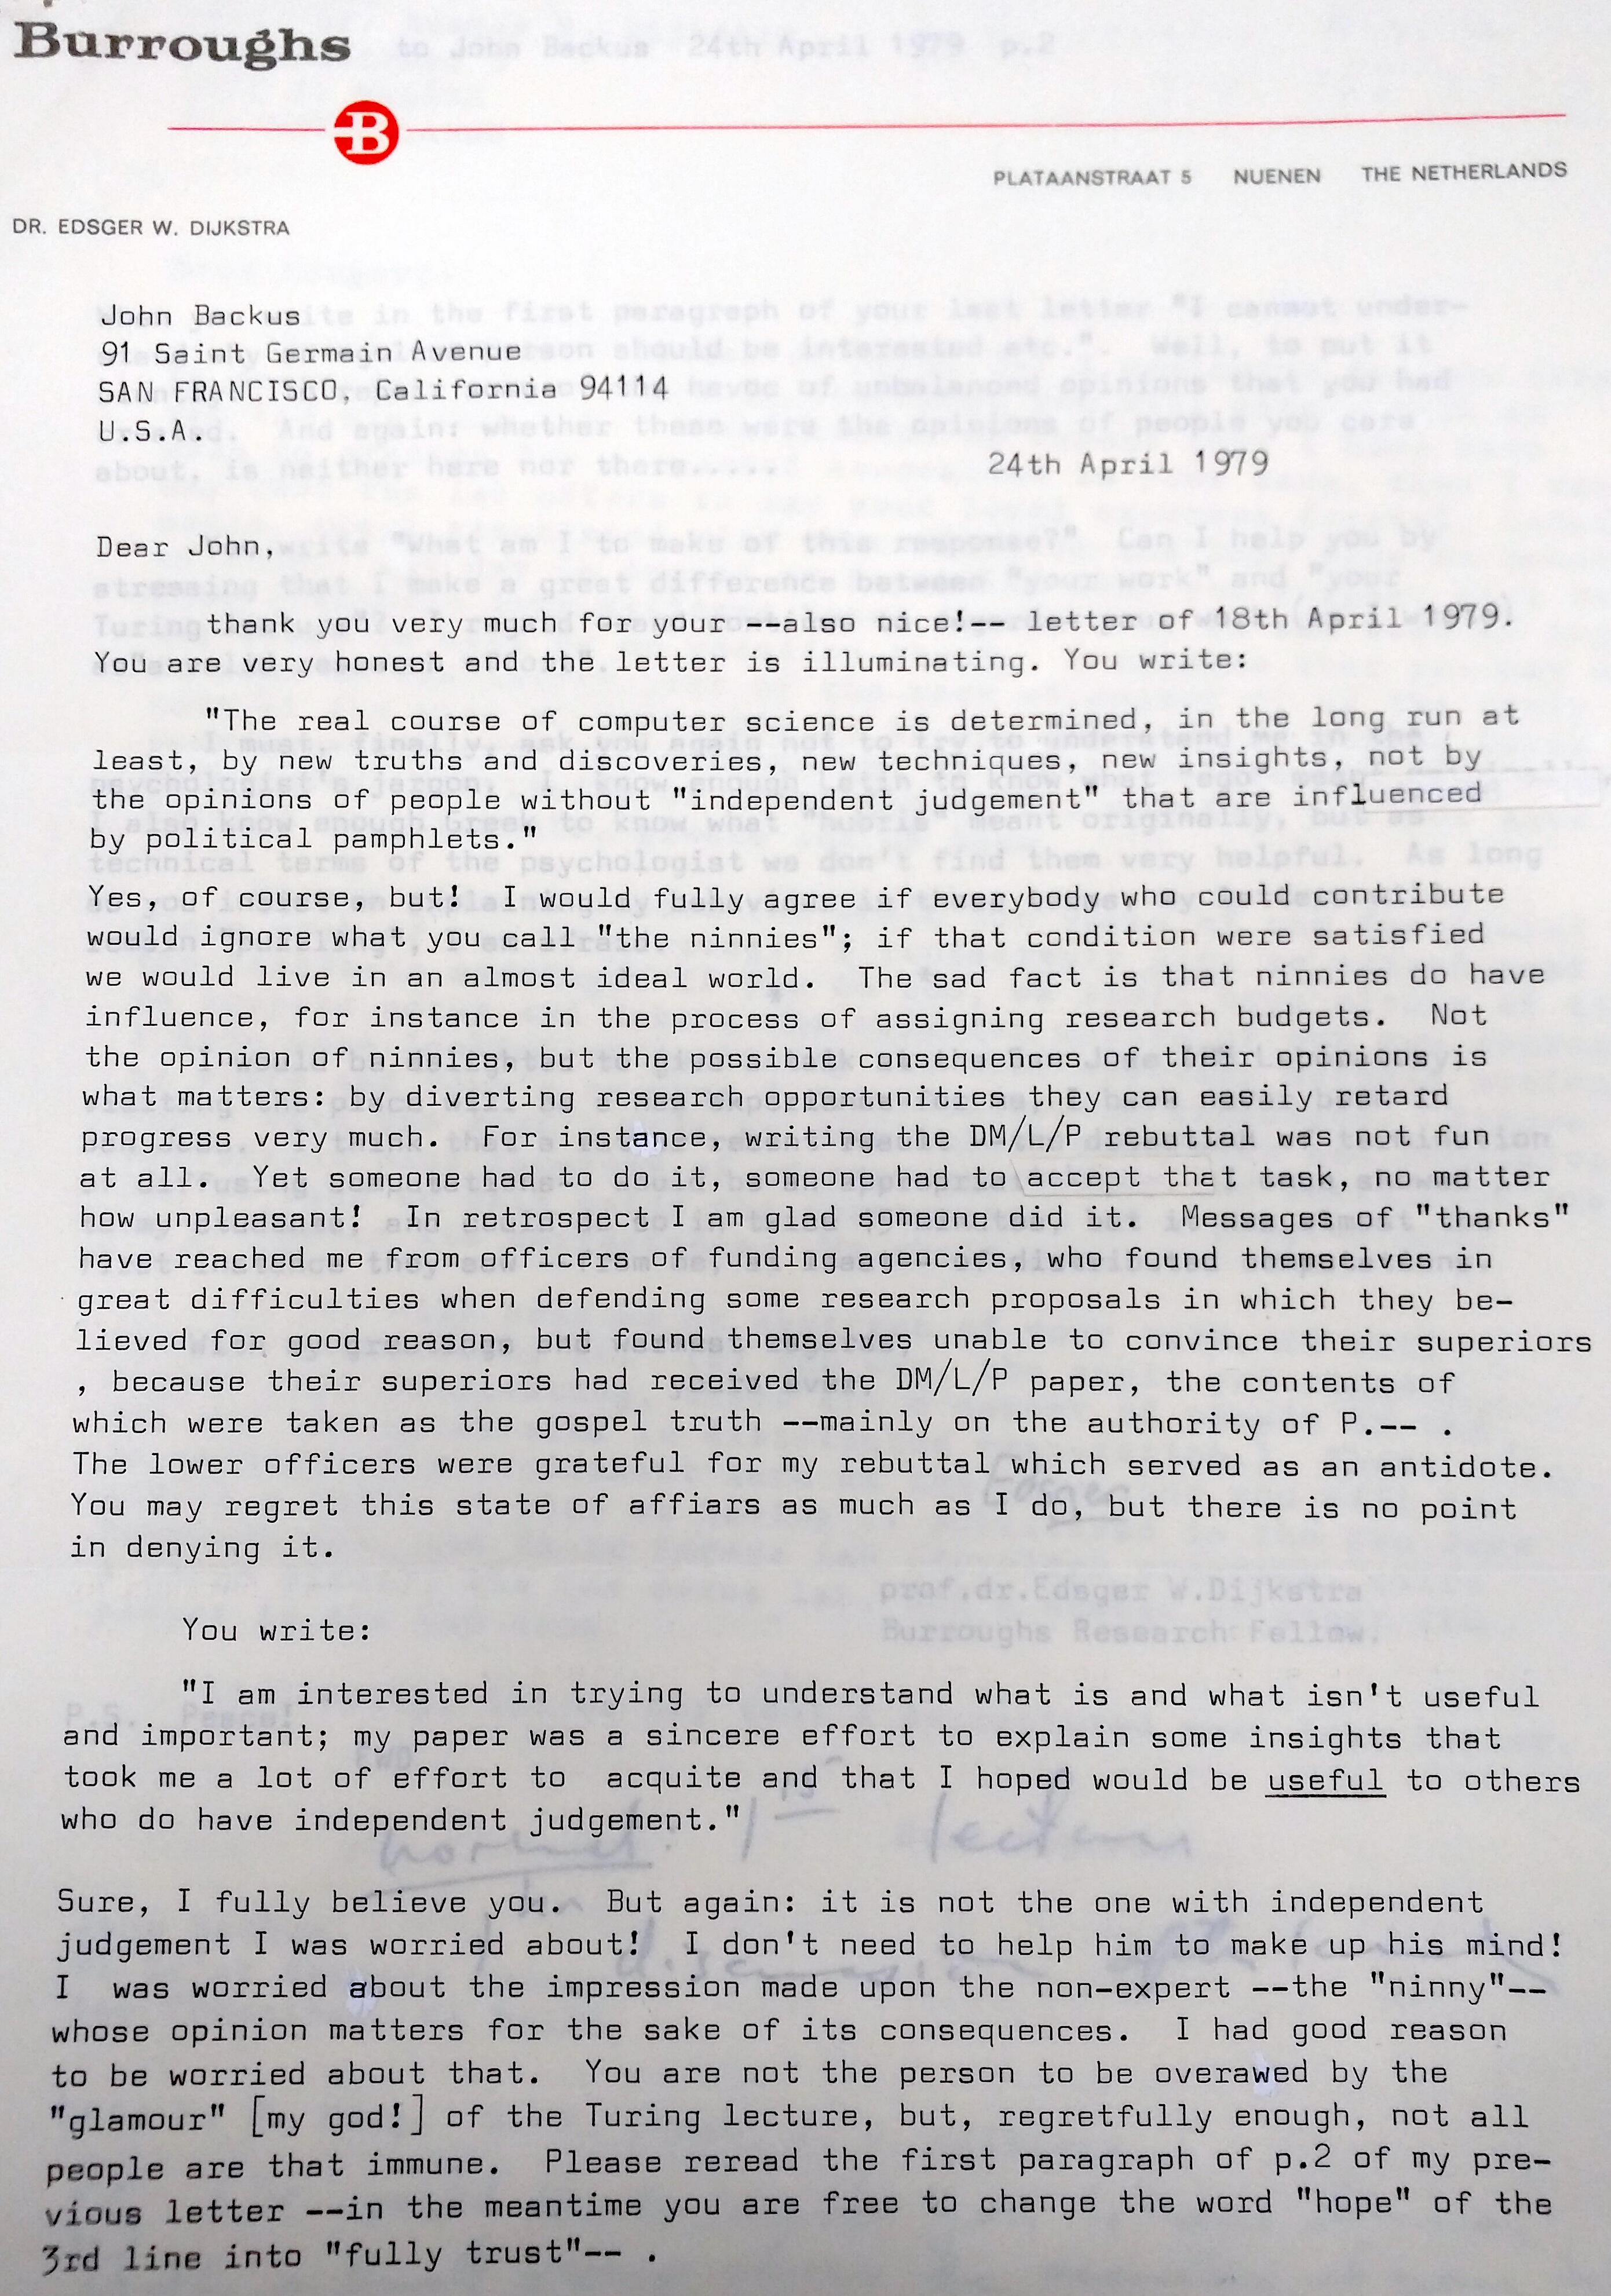 Burroughs
to John Backus 24th April 1979 p.2
B
PLATAANSTRAAT 5 NUENEN THE NETHERLANDS
DR. EDSGER W. DIJKSTRA
John Backus
91 Saint Germain Avenue
SAN FRANCISCO, California 94114
U.S.A.
24th April 1979
Dear John,
thank you very much for your --also nice!-- letter of 18th April 1979.
You are very honest and the letter is illuminating. You write:
"The real course of computer science is determined, in the long run at
least, by new truths and discoveries, new techniques, new insights, not by
the opinions of people without "independent judgement" that are influenced
by political pamphlets."
Yes, of course, but! I would fully agree if everybody who could contribute
would ignore what you call "the ninnies"; if that condition were satisfied
we would live in an almost ideal world. The sad fact is that ninnies do have
influence, for instance in the process of assigning research budgets. Not
the opinion of ninnies, but the possible consequences of their opinions is
what matters: by diverting research opportunities they can easily retard
progress very much. For instance, writing the DM/L/P rebuttal was not fun
at all. Yet someone had to do it, someone had to accept that task, no matter
how unpleasant! In retrospect I am glad someone did it. Messages of "thanks"
have reached me from officers of funding agencies, who found themselves in
great difficulties when defending some research proposals in which they be-
lieved for good reason, but found themselves unable to convince their superiors
, because their superiors had received the DM/L/P paper, the contents of
which were taken as the gospel truth --mainly on the authority of P.-- .
The lower officers were grateful for my rebuttal which served as an antidote.
You may regret this state of affiars as much as I do, but there is no point
in denying it.
prof.dr.Edsger W.Dijkstra
Burroughs Research Fellow.
You write:
"I am interested in trying to understand what is and what isn't useful
and important; my paper was a sincere effort to explain some insights that
took me a lot of effort to acquite and that I hoped would be useful to others
who do have independent judgement."
Sure, I fully believe you. But again: it is not the one with independent
judgement I was worried about! I don't need to help him to make up his mind!
I was worried about the impression made upon the non-expert --the "ninny"--
whose opinion matters for the sake of its consequences. I had good reason
to be worried about that. You are not the person to be overawed by the
"glamour" [my god!] of the Turing lecture, but, regretfully enough, not all
people are that immune. Please reread the first paragraph of p.2 of my pre-
vious letter --in the meantime you are free to change the word "hope" of the
3rd line into "fully trust"-- .